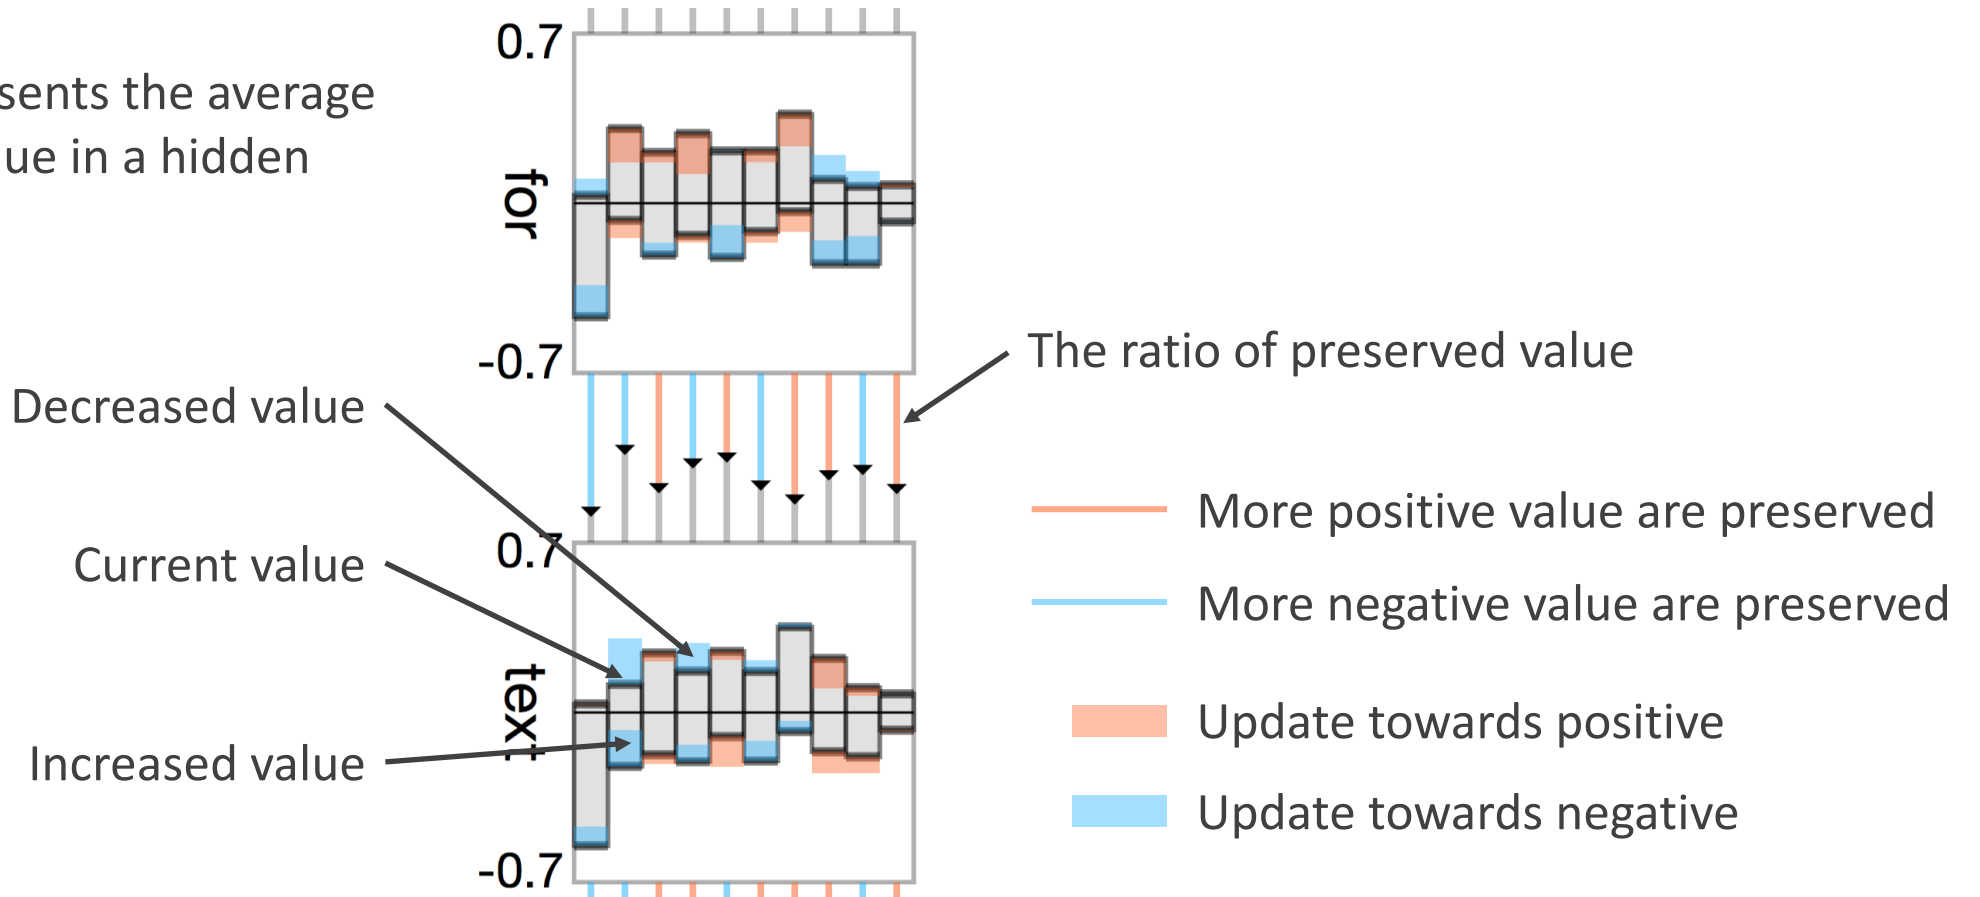 0.7
sents the average
ue in a hidden
for
-0.7
The ratio of preserved value
Decreased value
More positive value are preserved
0.7
Current value
More negative value are preserved
text
Update towards positive
Increased value
Update towards negative
-0.7